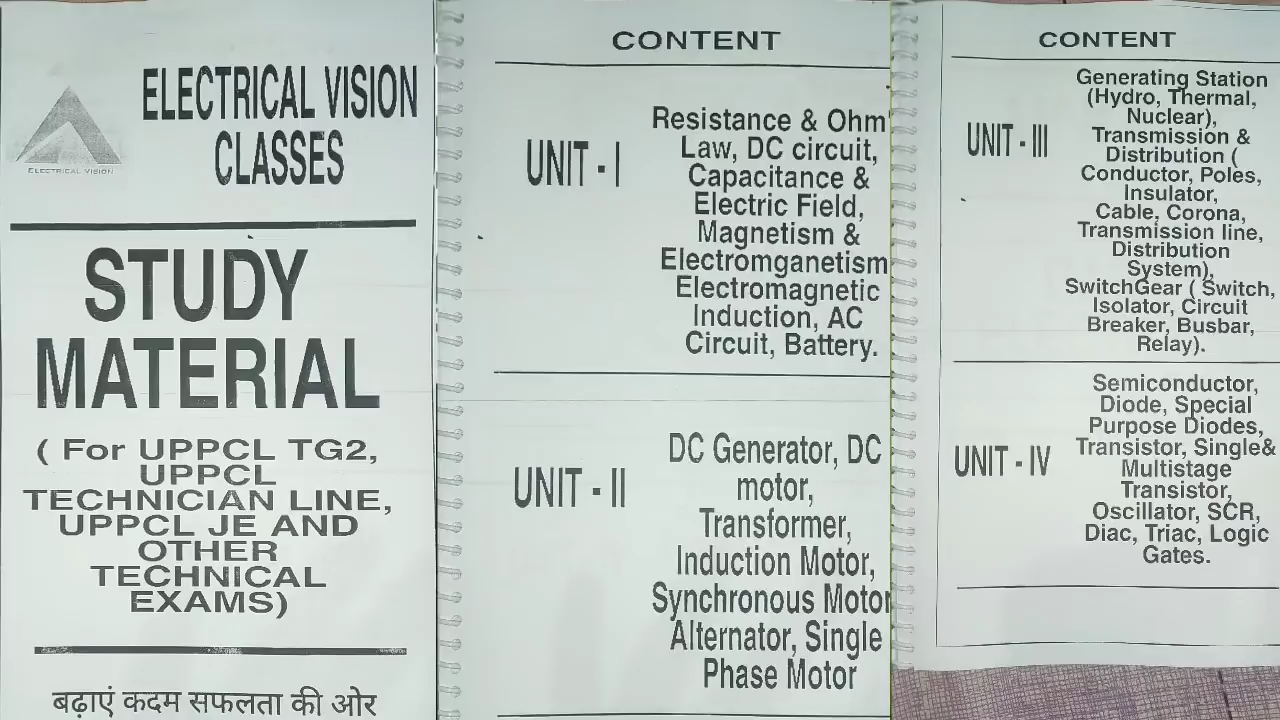 ELECTRICAL VISION
CLASSES
ELECTRICAL VISION
STUDY
MATERIAL
( For UPPCL TG2,
UPPCL
TECHNICIAN LINE,
UPPCL JE AND
OTHER
TECHNICAL
EXAMS)
बढ़ाएं कदम सफलता की ओर
CONTENT
UNIT - I
Resistance & Ohm'
Law, DC circuit,
Capacitance &
Electric Field,
Magnetism &
Electromganetism
Electromagnetic
Induction, AC
Circuit, Battery.
UNIT - II
DC Generator, DC
motor,
Transformer,
Induction Motor,
Synchronous Motor
Alternator, Single
Phase Motor
CONTENT
UNIT - III
Generating Station
(Hydro, Thermal,
Nuclear),
Transmission &
Distribution (
Conductor, Poles,
Insulator,
Cable, Corona,
Transmission line,
Distribution
System),
SwitchGear ( Switch,
Isolator, Circuit
Breaker, Busbar,
Relay).
UNIT - IV
Semiconductor,
Diode, Special
Purpose Diodes,
Transistor, Single&
Multistage
Transistor,
Oscillator, SCR,
Diac, Triac, Logic
Gates.